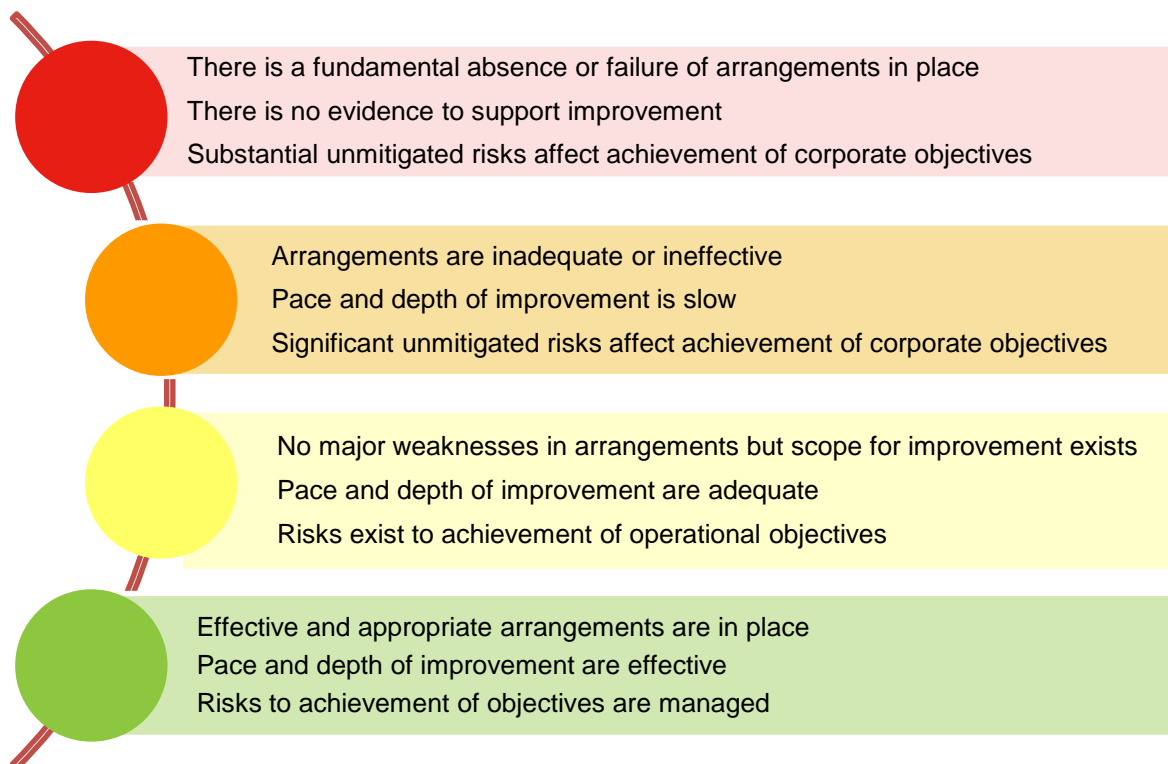 There is a fundamental absence or failure of arrangements in place
There is no evidence to support improvement
Substantial unmitigated risks affect achievement of corporate objectives
Arrangements are inadequate or ineffective
Pace and depth of improvement is slow
Significant unmitigated risks affect achievement of corporate objectives
No major weaknesses in arrangements but scope for improvement exists
Pace and depth of improvement are adequate
Risks exist to achievement of operational objectives
Effective and appropriate arrangements are in place
Pace and depth of improvement are effective
Risks to achievement of objectives are managed